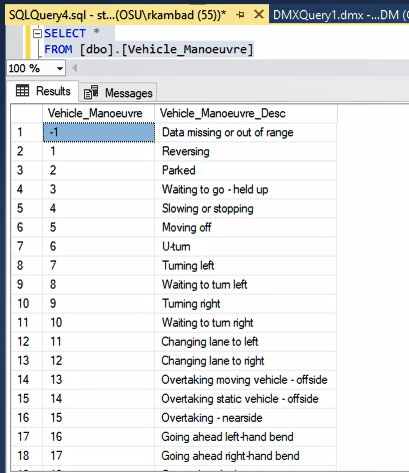 SQLQuery4.sql - st...(OSU\rkambad (55))* DMXQuery1.dmx -...DM (
SELECT *
FROM [dbo].[Vehicle_Manoeuvre]
100 %
Results Messages
Vehicle_Manoeuvre Vehicle_Manoeuvre_Desc
1 -1 Data missing or out of range
2 1 Reversing
3 2 Parked
4 3 Waiting to go - held up
5 4 Slowing or stopping
6 5 Moving off
7 6 U-turn
8 7 Turning left
9 8 Waiting to turn left
10 9 Turning right
11 10 Waiting to turn right
12 11 Changing lane to left
13 12 Changing lane to right
14 13 Overtaking moving vehicle - offside
15 14 Overtaking static vehicle - offside
16 15 Overtaking - nearside
17 16 Going ahead left-hand bend
18 17 Going ahead right-hand bend